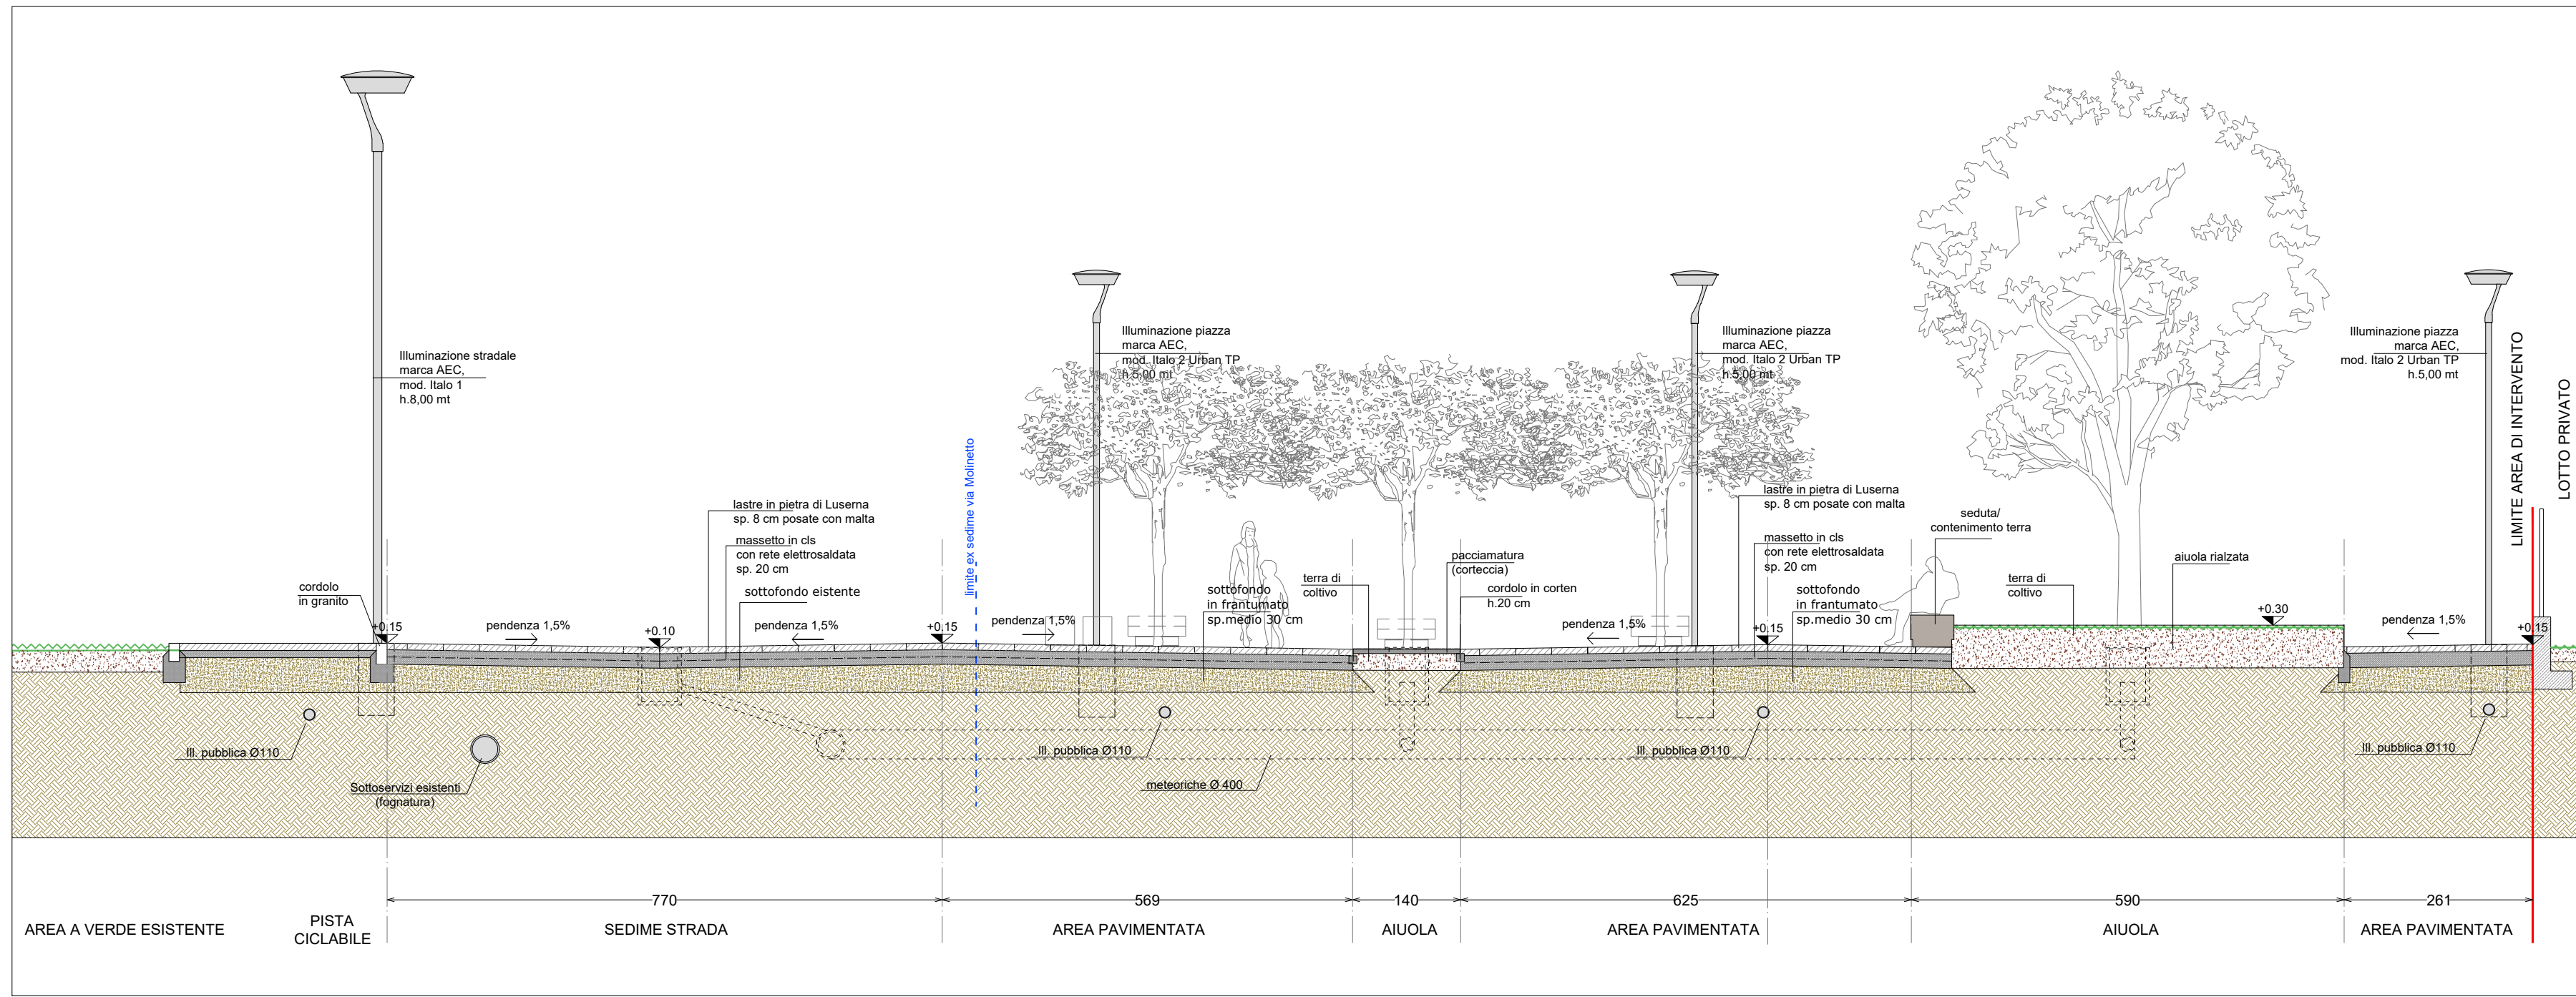 Illuminazione stradale
marca AEC,
mod. Italo 1
h.8,00 mt
Illuminazione piazza
marca AEC,
mod. Italo 2 Urban TP
h.5,00 mt
Illuminazione piazza
marca AEC,
mod. Italo 2 Urban TP
h.5,00 mt
Illuminazione piazza
marca AEC,
mod. Italo 2 Urban TP
h.5,00 mt
LIMITE AREA DI INTERVENTO
LOTTO PRIVATO
limite ex sedime via Molinetto
lastre in pietra di Luserna
sp. 8 cm posate con malta
massetto in cls
con rete elettrosaldata
sp. 20 cm
sottofondo eistente
cordolo
in granito
+0.15
pendenza 1,5%
+0.10
pendenza 1,5%
+0.15
pendenza 1,5%
sottofondo
in frantumato
sp.medio 30 cm
terra di
coltivo
pacciamatura
(corteccia)
cordolo in corten
h.20 cm
pendenza 1,5%
lastre in pietra di Luserna
sp. 8 cm posate con malta
massetto in cls
con rete elettrosaldata
sp. 20 cm
sottofondo
in frantumato
sp.medio 30 cm
+0.15
seduta/
contenimento terra
terra di
coltivo
aiuola rialzata
+0.30
pendenza 1,5%
+0.15
Ill. pubblica Ø110
Sottoservizi esistenti
(fognatura)
Ill. pubblica Ø110
meteoriche Ø 400
Ill. pubblica Ø110
Ill. pubblica Ø110
770
569
140
625
590
261
AREA A VERDE ESISTENTE
PISTA
CICLABILE
SEDIME STRADA
AREA PAVIMENTATA
AIUOLA
AREA PAVIMENTATA
AIUOLA
AREA PAVIMENTATA